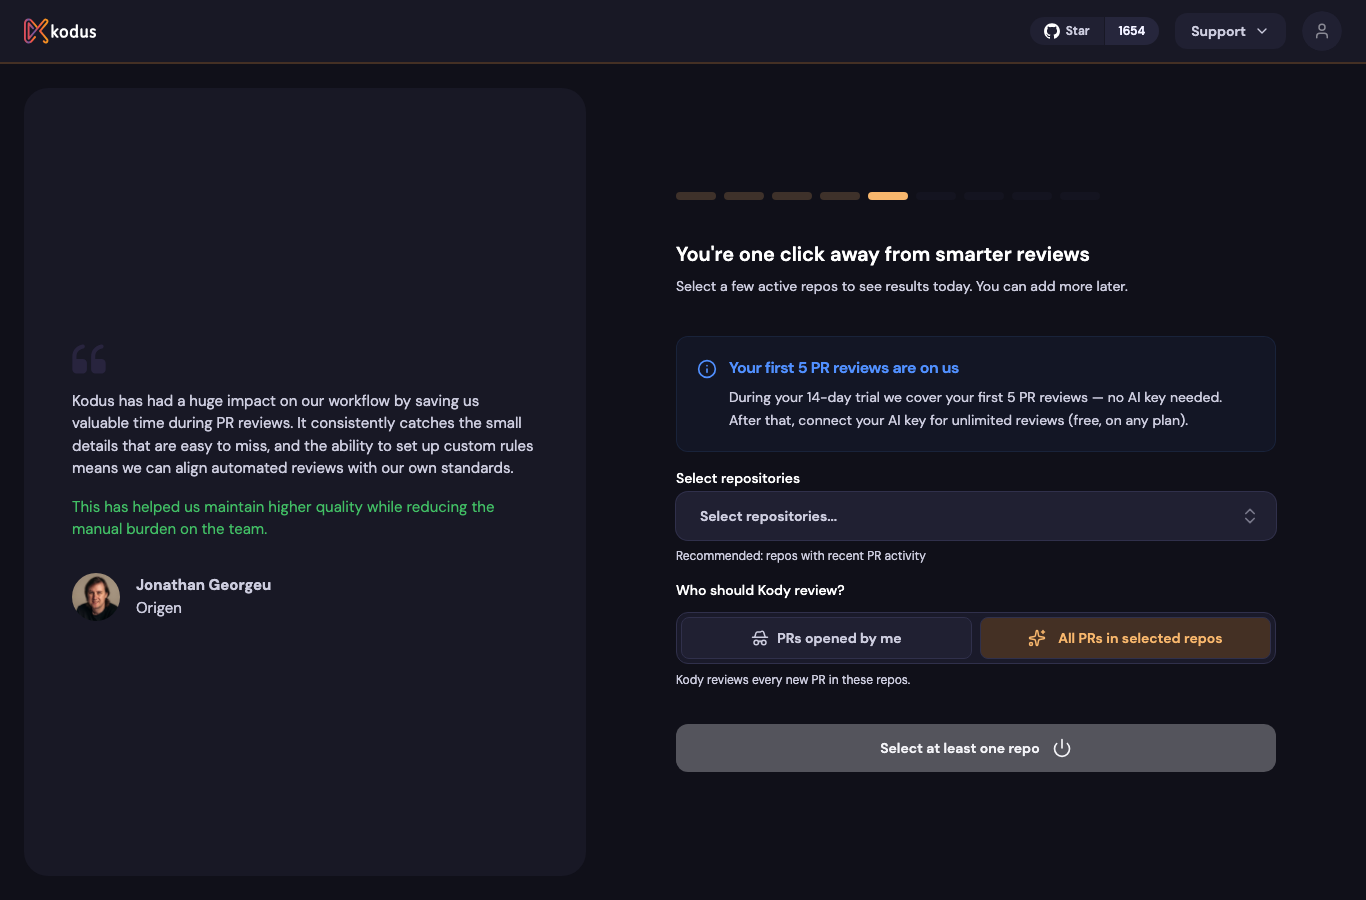 kodus
Star 1654
Support
Kodus has had a huge impact on our workflow by saving us
valuable time during PR reviews. It consistently catches the small
details that are easy to miss, and the ability to set up custom rules
means we can align automated reviews with our own standards.
This has helped us maintain higher quality while reducing the
manual burden on the team.
Jonathan Georgeu
Origen
You're one click away from smarter reviews
Select a few active repos to see results today. You can add more later.
Your first 5 PR reviews are on us
During your 14-day trial we cover your first 5 PR reviews — no AI key needed.
After that, connect your AI key for unlimited reviews (free, on any plan).
Select repositories
Select repositories...
Recommended: repos with recent PR activity
Who should Kody review?
PRs opened by me
All PRs in selected repos
Kody reviews every new PR in these repos.
Select at least one repo